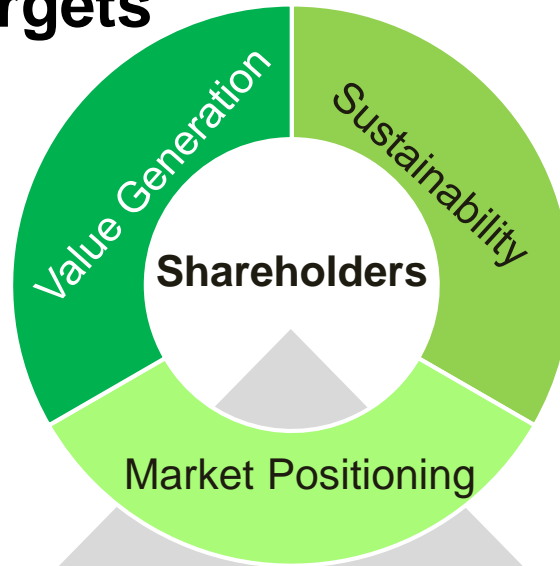 rgets
Value Generation
Sustainability
Shareholders
Market Positioning